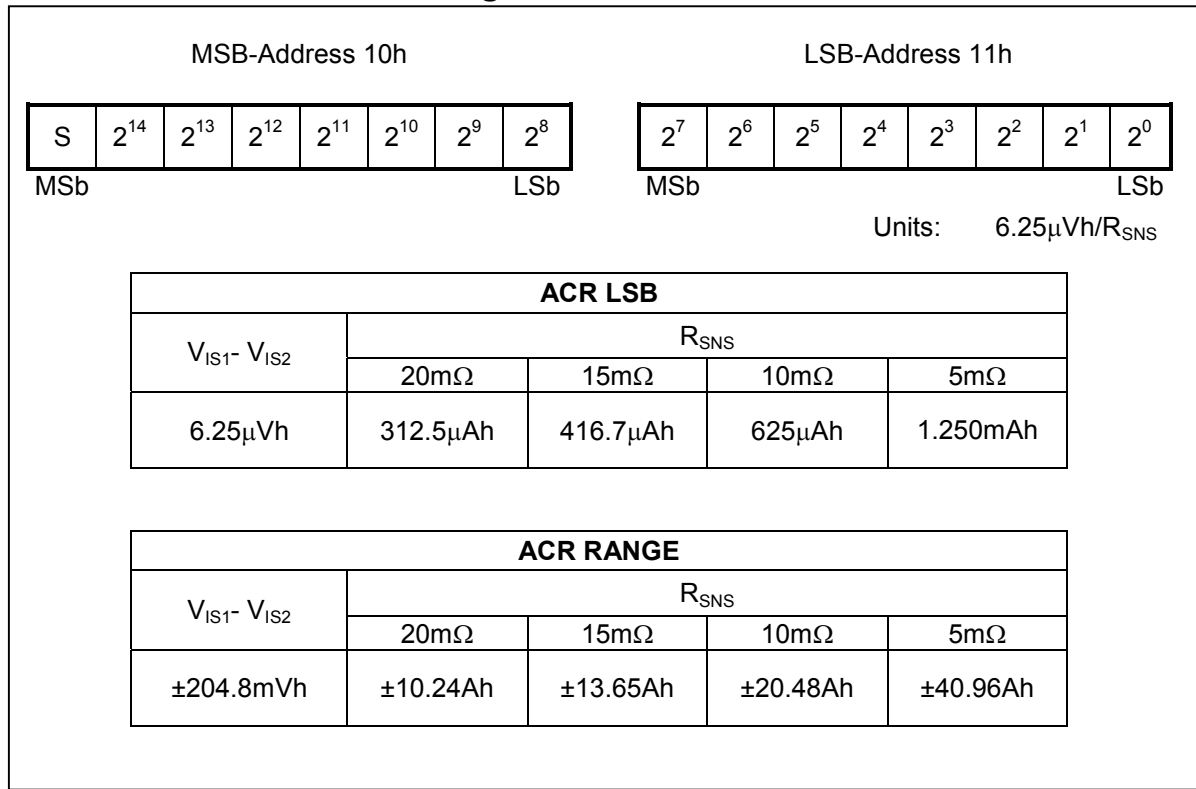 MSB-Address 10h
LSB-Address 11h
S 2^14 2^13 2^12 2^11 2^10 2^9 2^8
2^7 2^6 2^5 2^4 2^3 2^2 2^1 2^0
MSb LSb
MSb LSb
Units: 6.25μVh/R_SNS
ACR LSB
V_IS1- V_IS2
R_SNS
20mΩ 15mΩ 10mΩ 5mΩ
6.25μVh 312.5μAh 416.7μAh 625μAh 1.250mAh
ACR RANGE
V_IS1- V_IS2
R_SNS
20mΩ 15mΩ 10mΩ 5mΩ
±204.8mVh ±10.24Ah ±13.65Ah ±20.48Ah ±40.96Ah